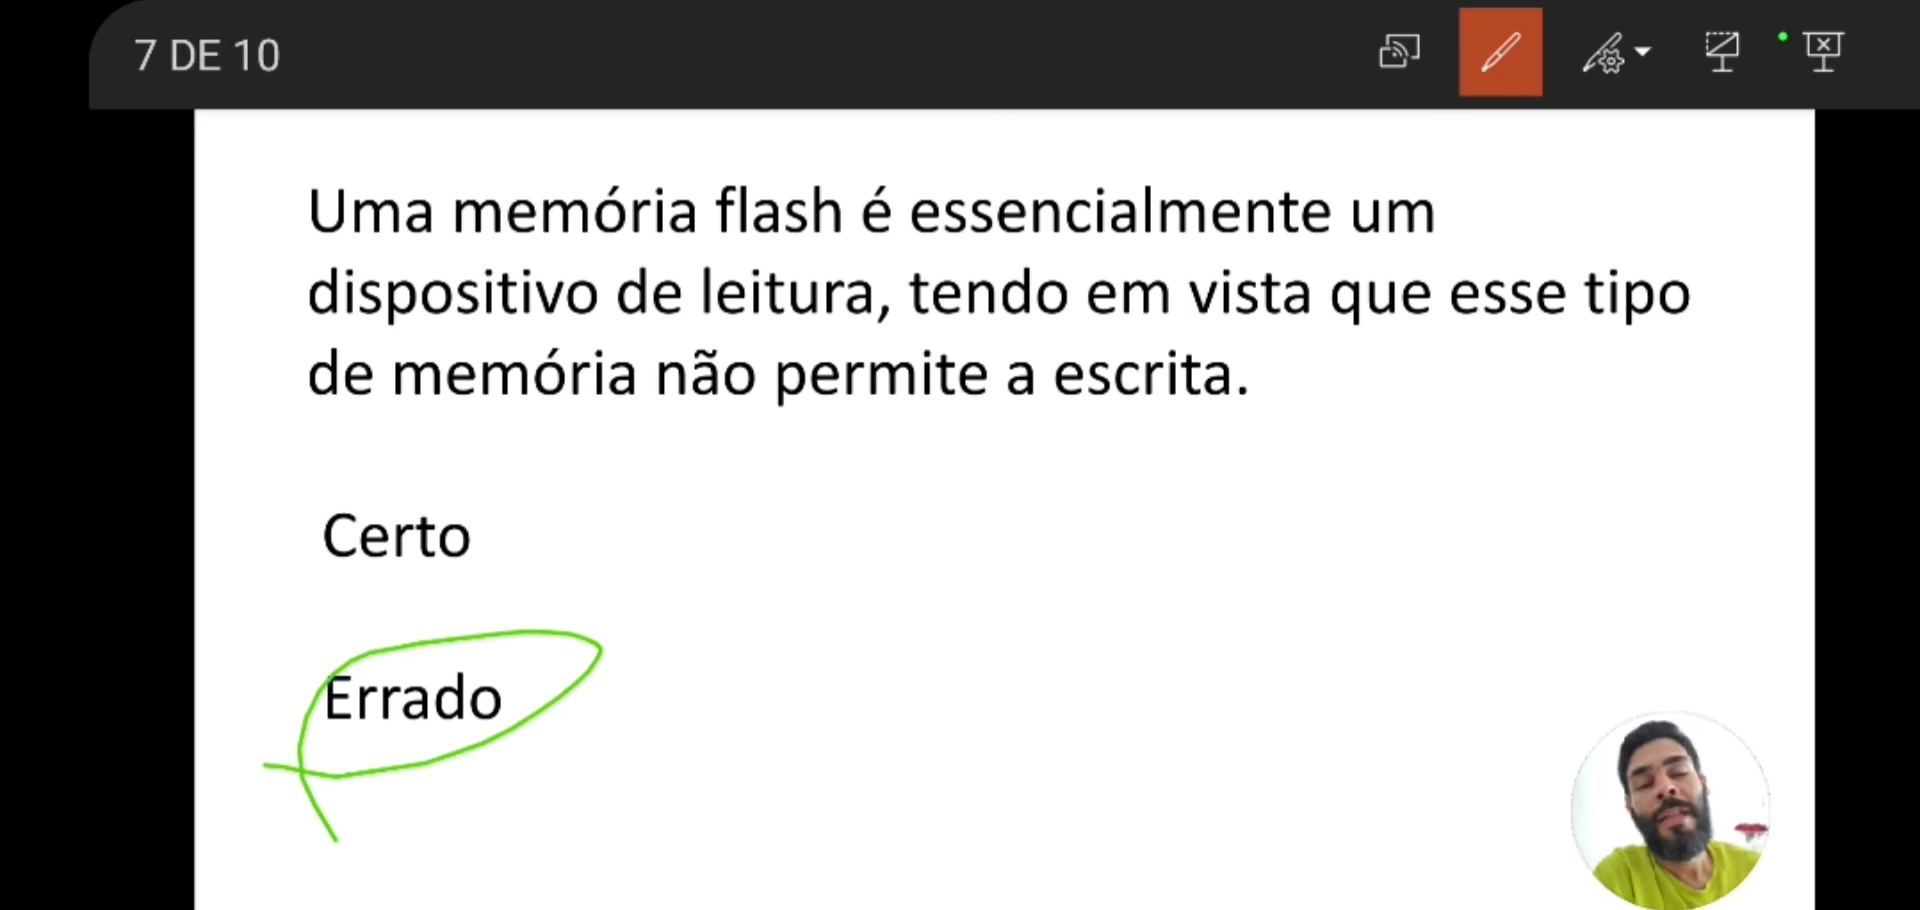 7 DE 10
Uma memória flash é essencialmente um
dispositivo de leitura, tendo em vista que esse tipo
de memória não permite a escrita.
Certo
Errado